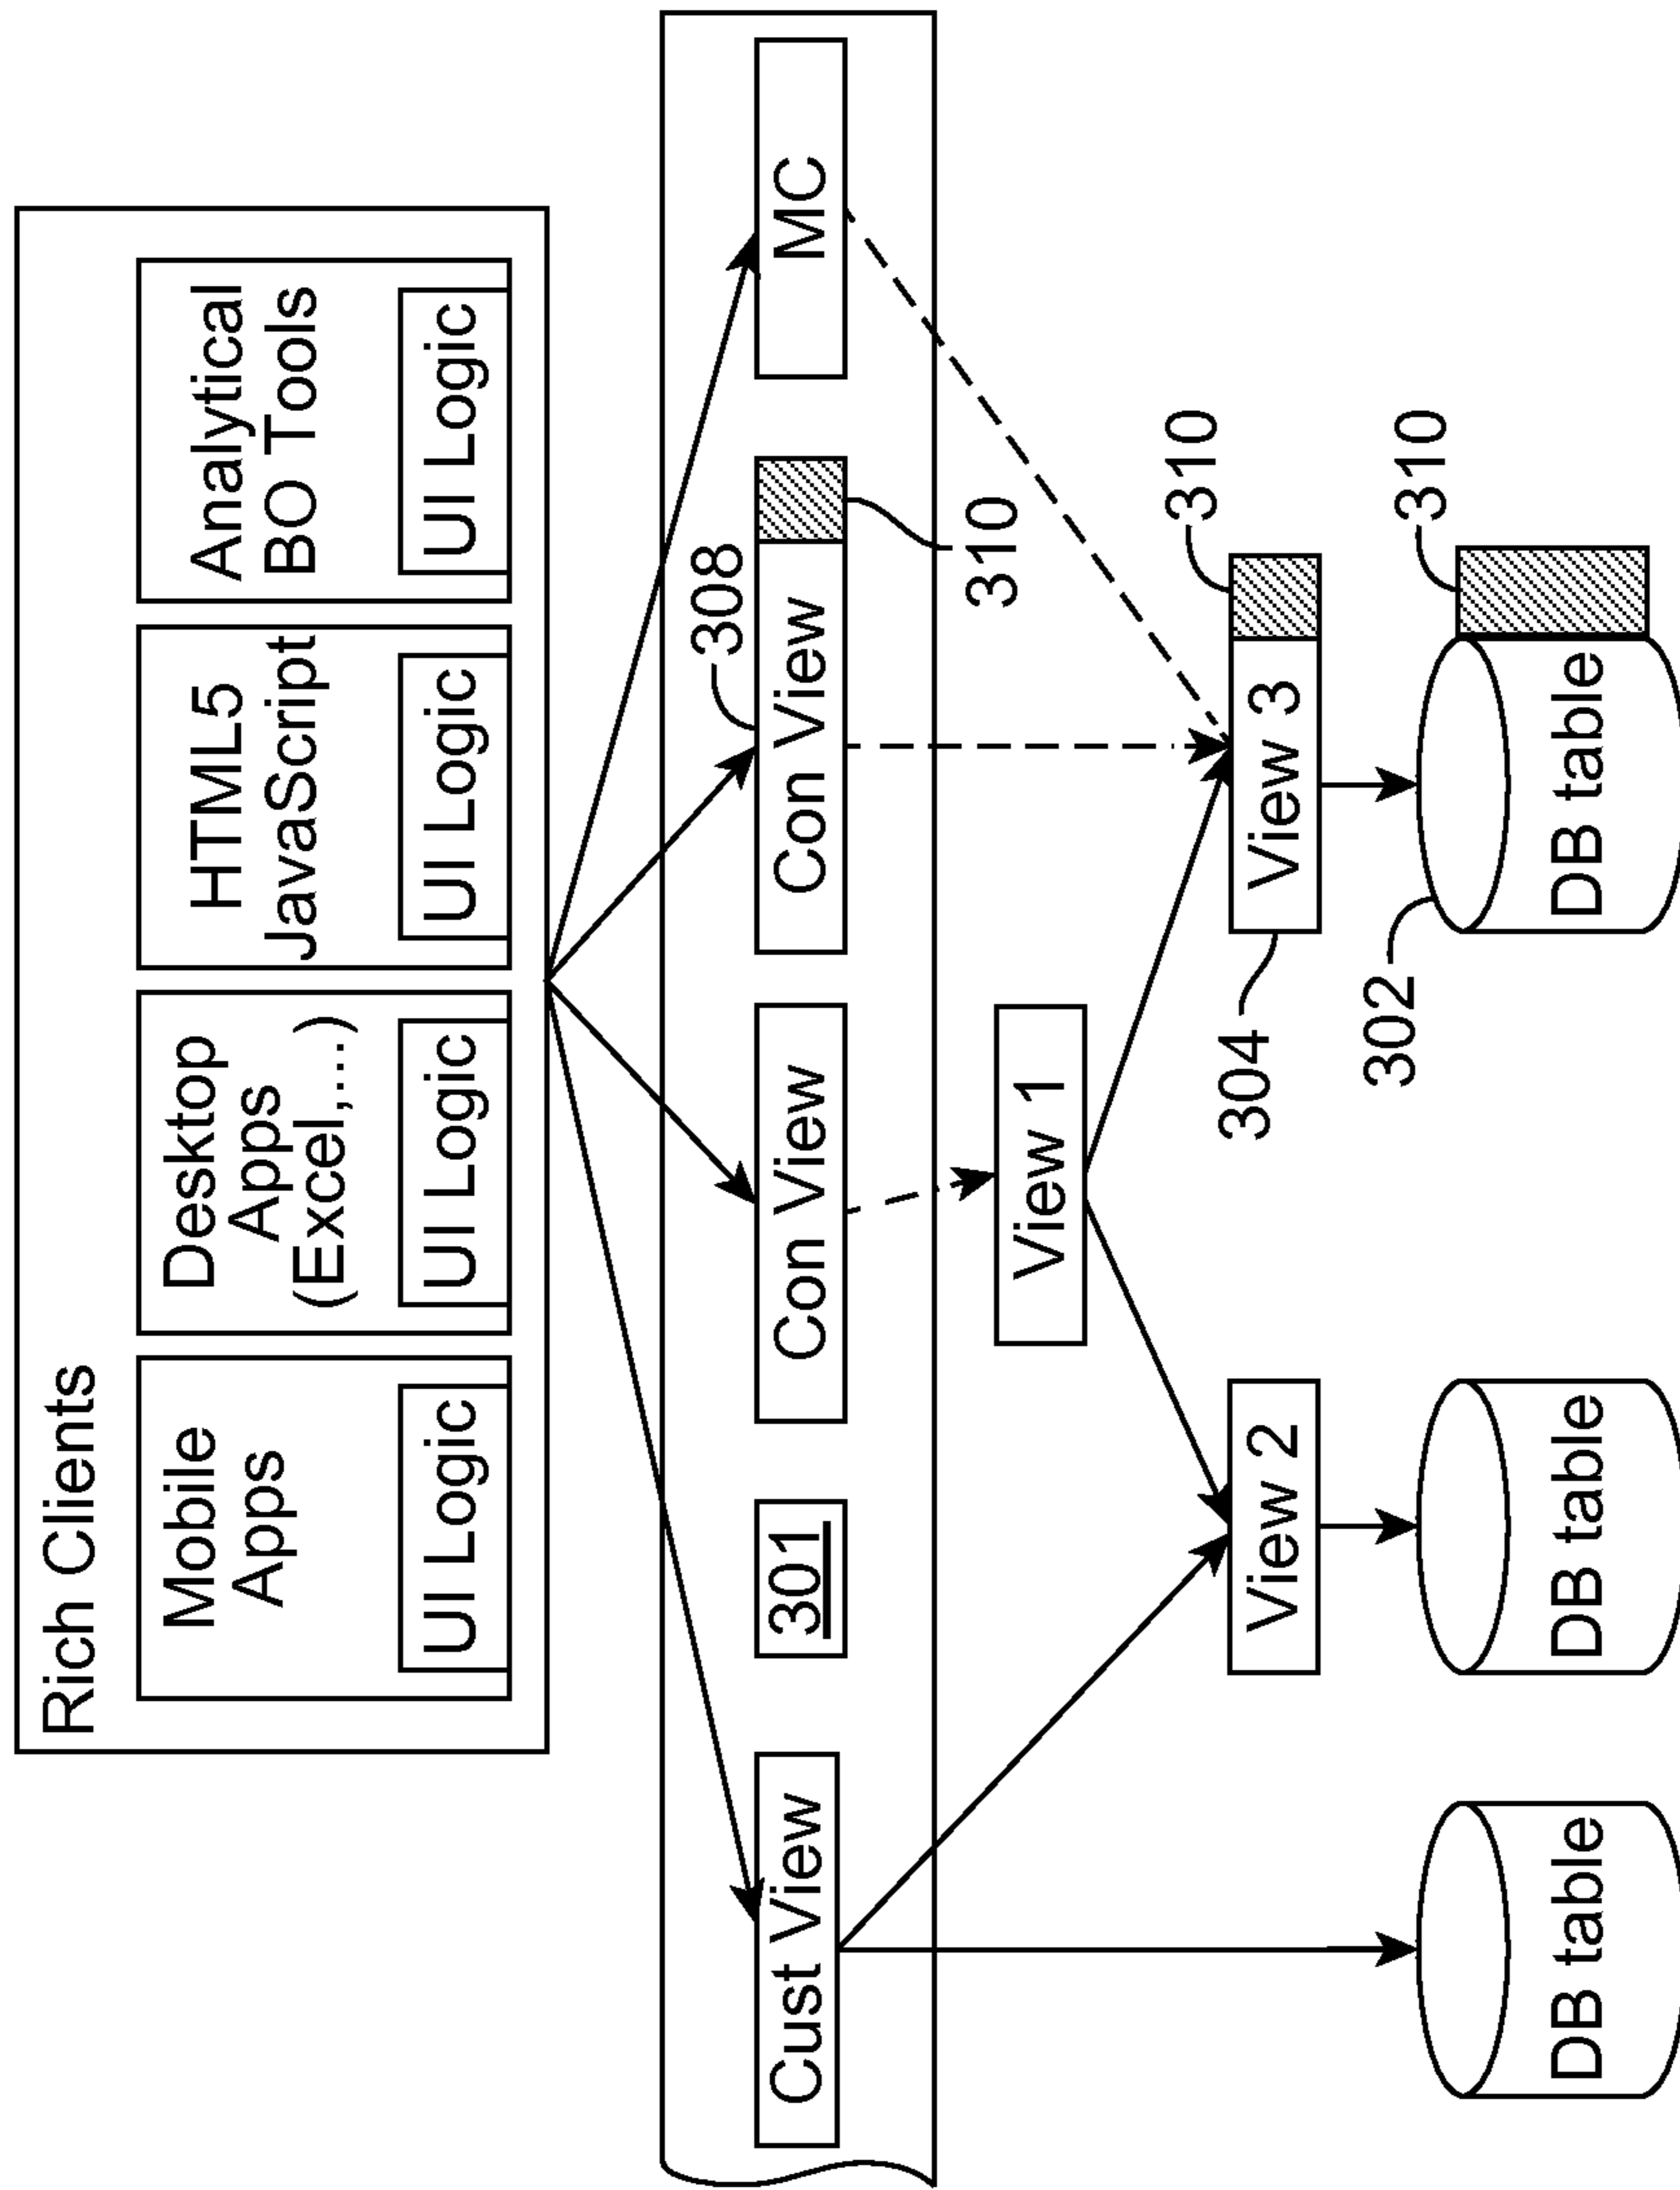 Rich Clients
Mobile
Apps
UI Logic
Desktop
Apps
(Excel,...)
UI Logic
HTML5
JavaScript
UI Logic
Analytical
BO Tools
UI Logic
308
Cust View
301
Con View
Con View
MC
310
View 1
310
View 2
304
View 3
310
302
DB table
DB table
DB table